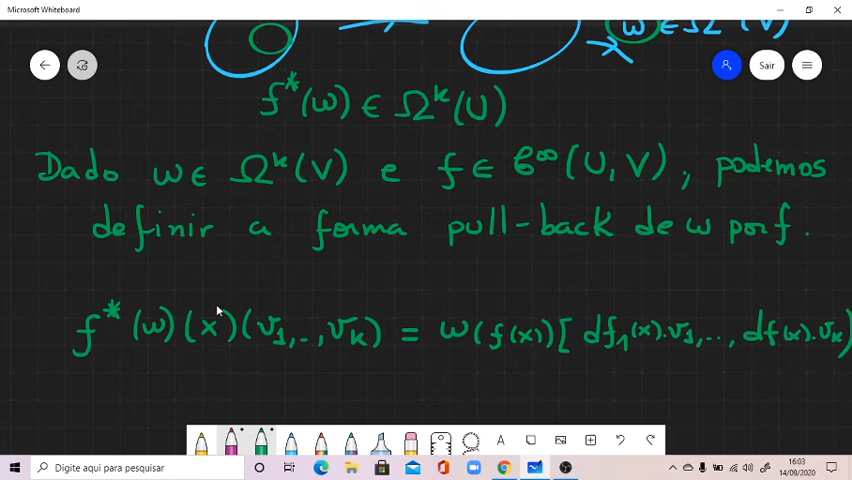 Microsoft Whiteboard
ω ∈ Ω (V)
Sair
f*(ω) ∈ Ωᵏ(U)
Dado ω ∈ Ωᵏ(V) e f ∈ C^∞(U,V), podemos
definir a forma pull-back de ω por f.
f*(ω)(x)(v₁,..,vₖ) = ω(f(x))[df₁(x).v₁,..., df(x).vₖ)
Digite aqui para pesquisar
16:03
14/09/2020